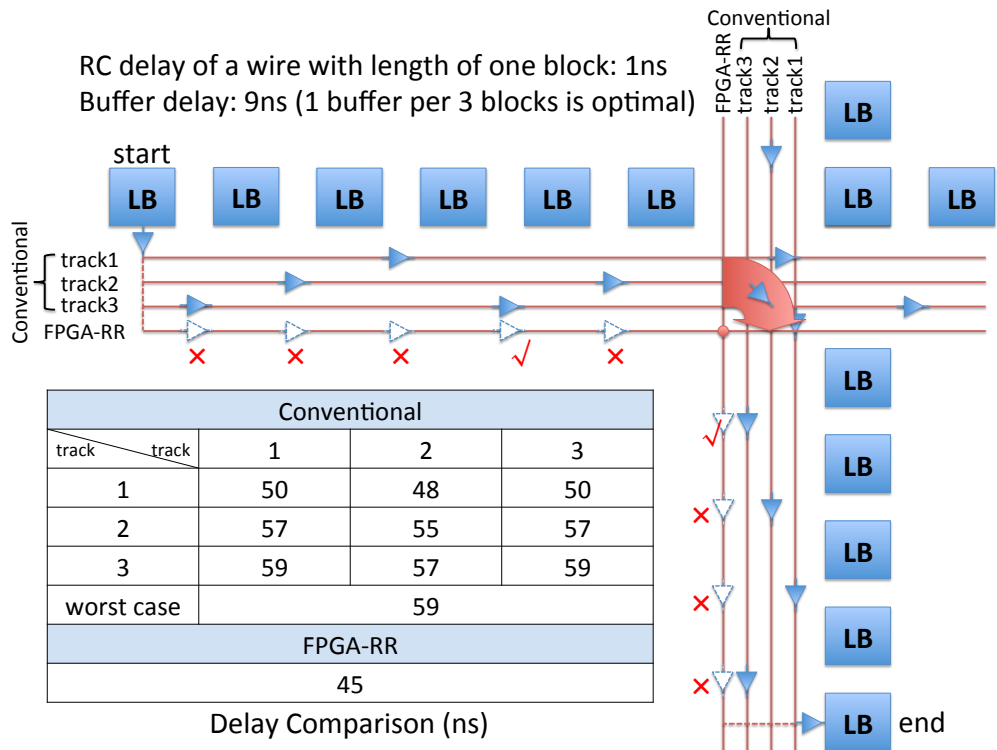 Conventional
FPGA-RR
track3
track2
track1
RC delay of a wire with length of one block: 1ns
Buffer delay: 9ns (1 buffer per 3 blocks is optimal)
LB
start
LB LB LB LB LB LB LB LB
Conventional
track1
track2
track3
FPGA-RR
× × × √ ×
LB
√
LB
×
LB
×
LB
×
LB end
Conventional
track track 1 2 3
1 50 48 50
2 57 55 57
3 59 57 59
worst case 59
FPGA-RR
45
Delay Comparison (ns)